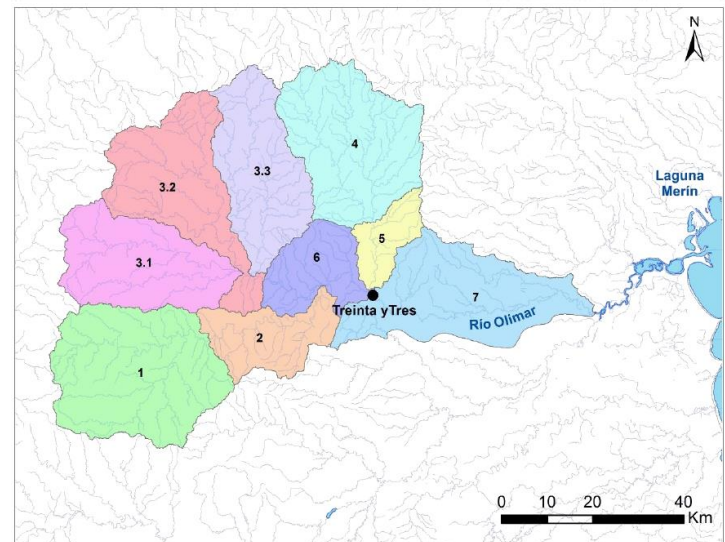 N
4
3.3
3.2
Laguna
Merín
5
6
3.1
7
Treinta yTres
Río Olimar
2
1
0 10 20 40
Km